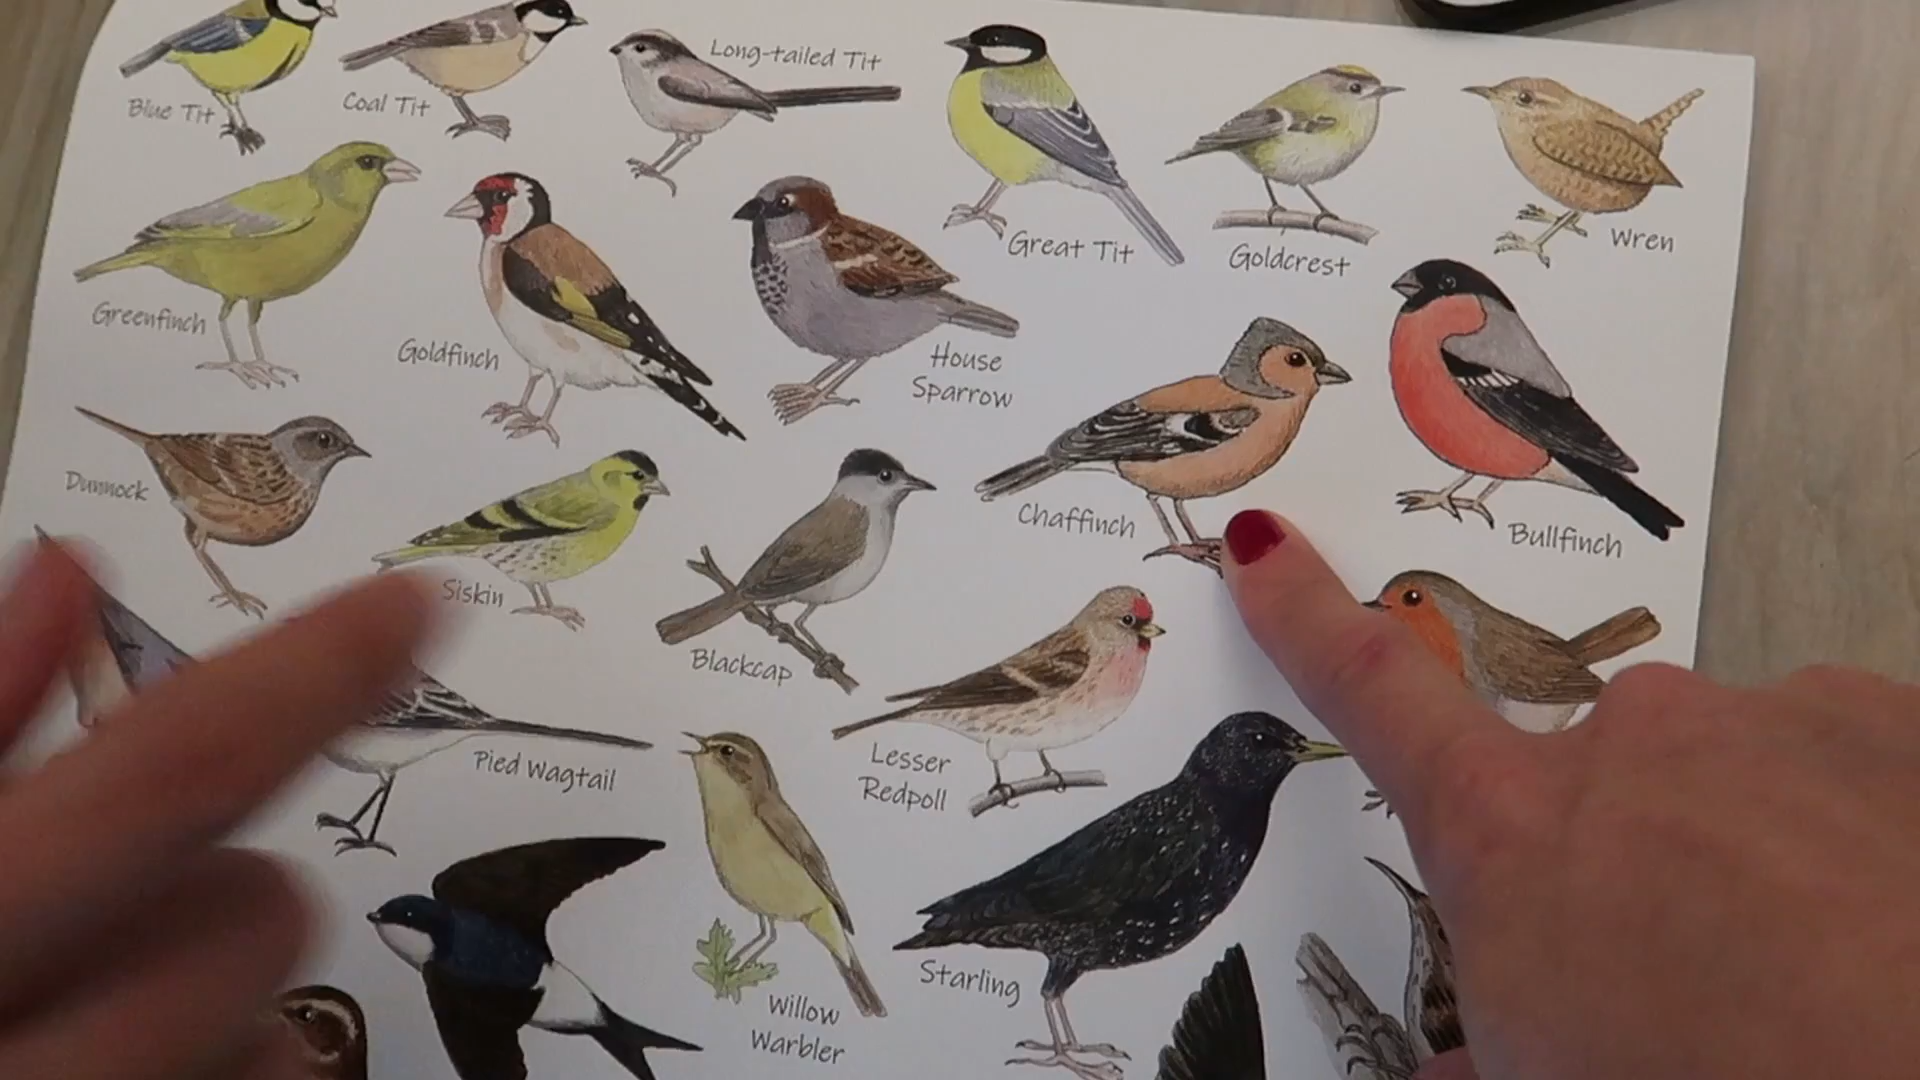 Blue Tit
Coal Tit
Long-tailed Tit
Great Tit
Goldcrest
Wren
Greenfinch
Goldfinch
House
Sparrow
Chaffinch
Bullfinch
Dunnock
Siskin
Blackcap
Lesser
Redpoll
Pied Wagtail
Willow
Warbler
Starling